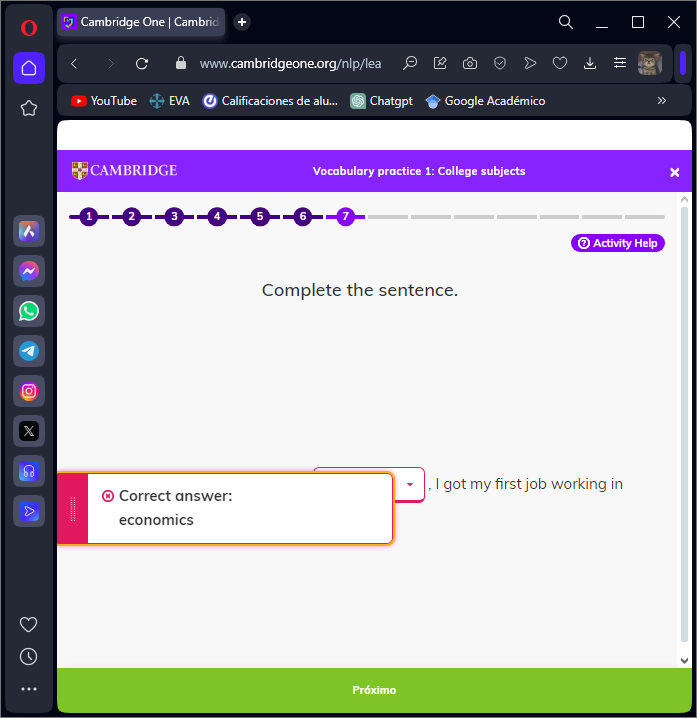 Cambridge One | Cambrid
www.cambridgeone.org/nlp/lea
YouTube EVA Calificaciones de alu... Chatgpt Google Académico
CAMBRIDGE Vocabulary practice 1: College subjects
1 2 3 4 5 6 7
Activity Help
Complete the sentence.
, I got my first job working in
Correct answer:
economics
Próximo